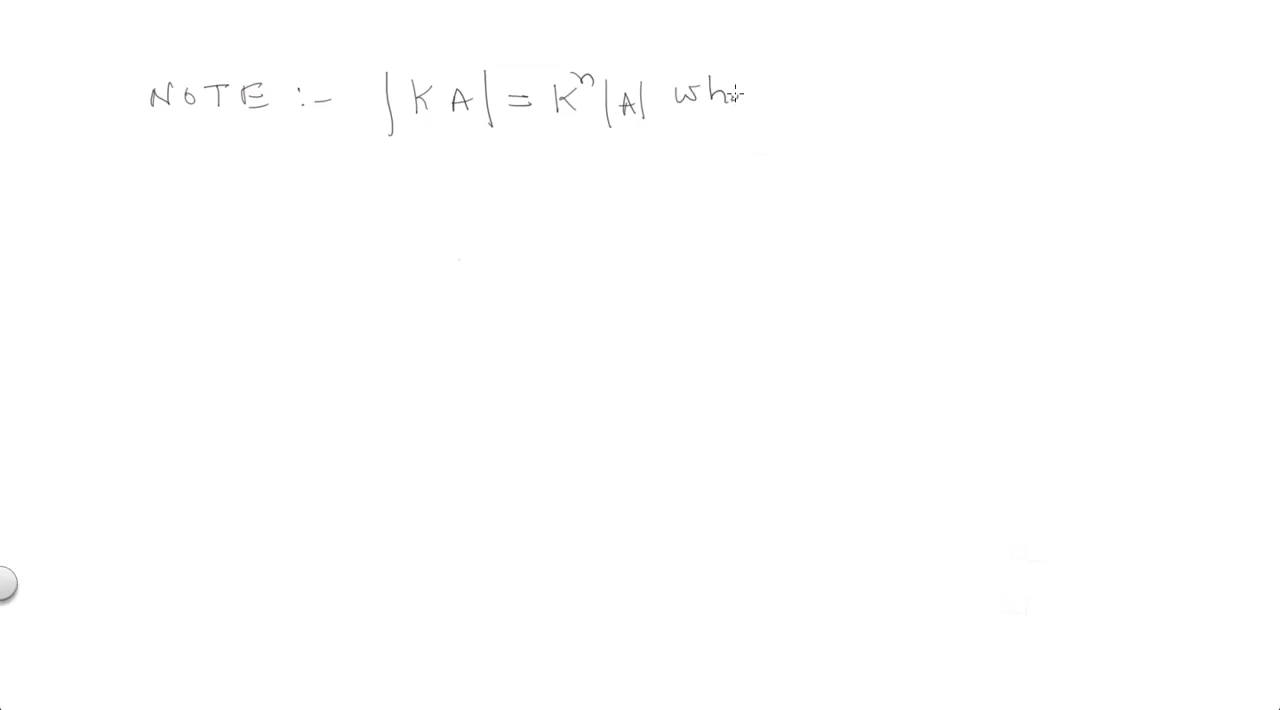 NOTE :- |KA| = K^n |A| wh